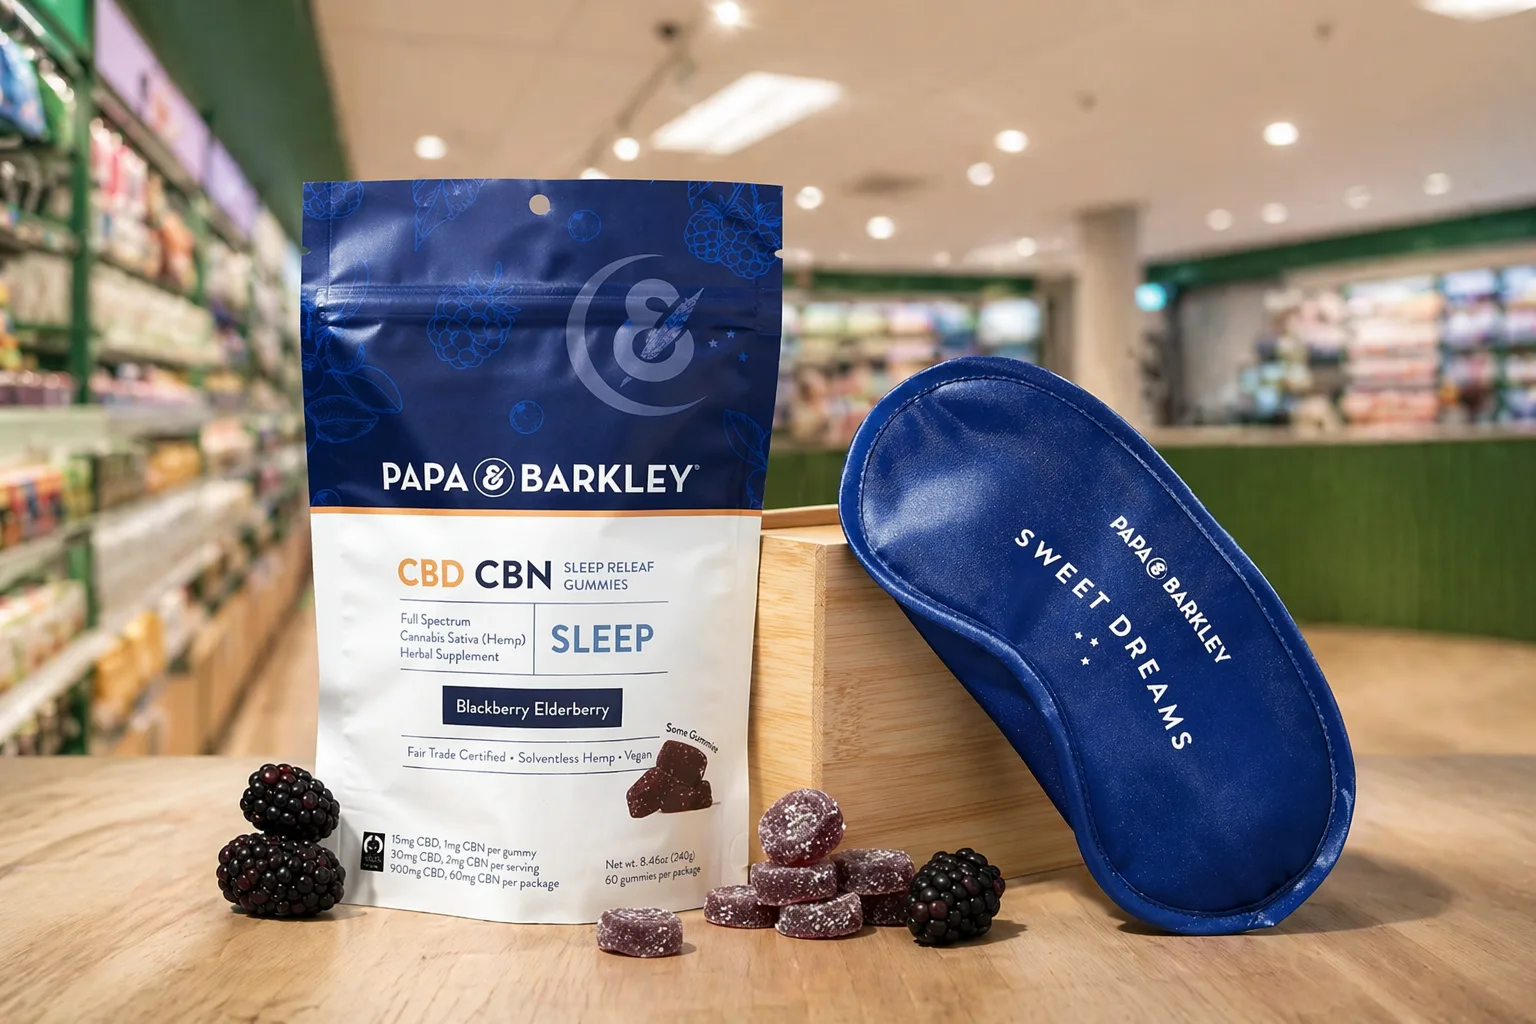 PAPA & BARKLEY
CBD CBN SLEEP RELEAF
GUMMIES
Full Spectrum
Cannabis Sativa (Hemp)
Herbal Supplement
SLEEP
Blackberry Elderberry
Fair Trade Certified • Solventless Hemp • Vegan
Some Gummies
15mg CBD, 1mg CBN per gummy
30mg CBD, 2mg CBN per serving
900mg CBD, 60mg CBN per package
Net wt. 8.46oz (240g)
60 gummies per package
PAPA & BARKLEY
SWEET DREAMS